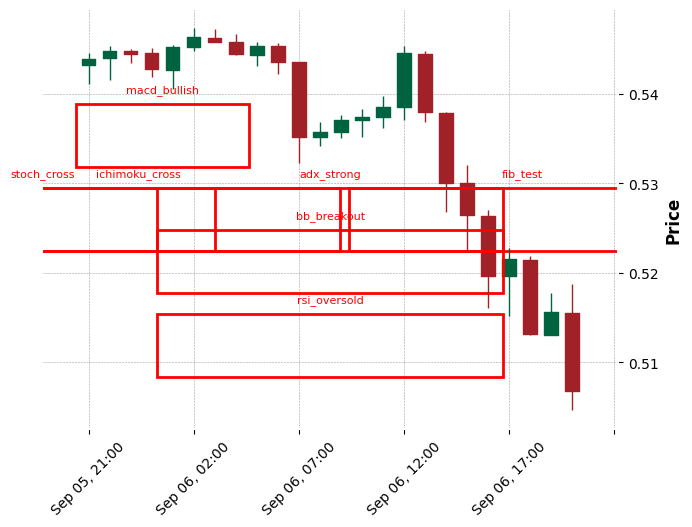 macd_bullish
0.54
stoch_cross ichimoku_cross adx_strong fib_test
0.53
bb_breakout
0.52
rsi_oversold
0.51
Price
Sep 05, 21:00
Sep 06, 02:00
Sep 06, 07:00
Sep 06, 12:00
Sep 06, 17:00